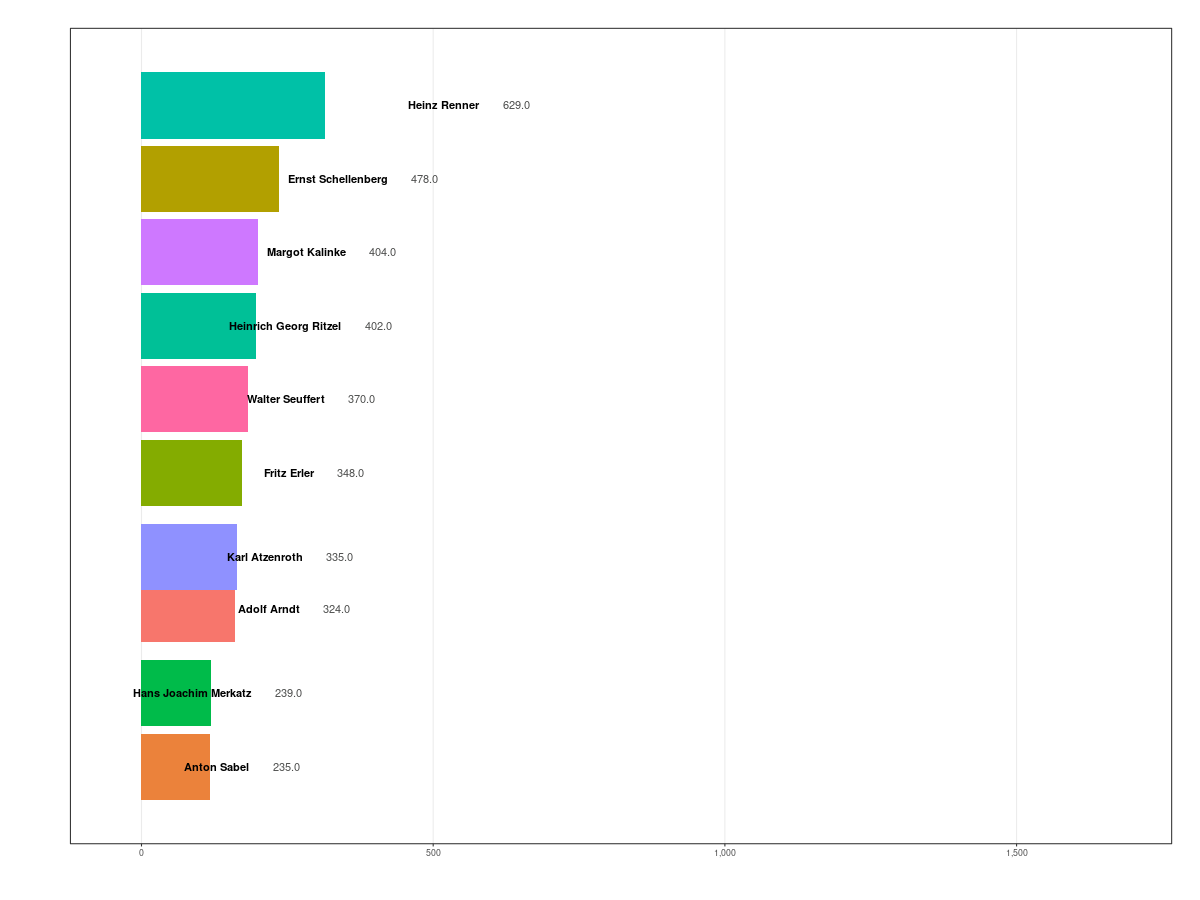 Heinz Renner 629.0
Ernst Schellenberg 478.0
Margot Kalinke 404.0
Heinrich Georg Ritzel 402.0
Walter Seuffert 370.0
Fritz Erler 348.0
Karl Atzenroth 335.0
Adolf Arndt 324.0
Hans Joachim Merkatz 239.0
Anton Sabel 235.0
0 500 1,000 1,500